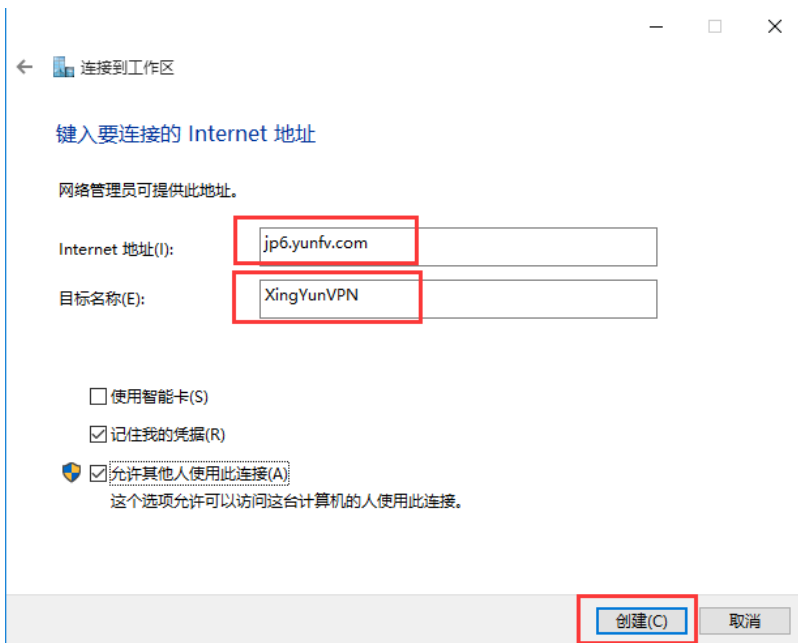 连接到工作区
键入要连接的 Internet 地址
网络管理员可提供此地址。
Internet 地址(I):
jp6.yunfv.com
目标名称(E):
XingYunVPN
使用智能卡(S)
记住我的凭据(R)
允许其他人使用此连接(A)
这个选项允许可以访问这台计算机的人使用此连接。
创建(C)
取消